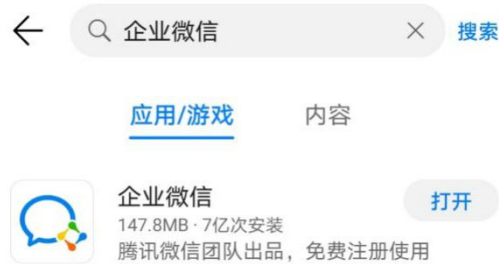 企业微信 搜索
应用/游戏 内容
企业微信
打开
147.8MB·7亿次安装
腾讯微信团队出品，免费注册使用